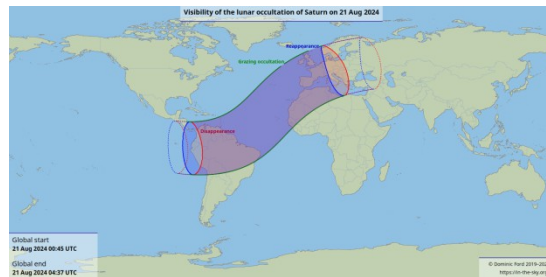 Visibility of the lunar occultation of Saturn on 21 Aug 2024
Reappearance
Grazing occultation
Disappearance
Global start
21 Aug 2024 00:45 UTC
Global end
21 Aug 2024 04:37 UTC
© Dominic Ford 2019–202
https://in-the-sky.org